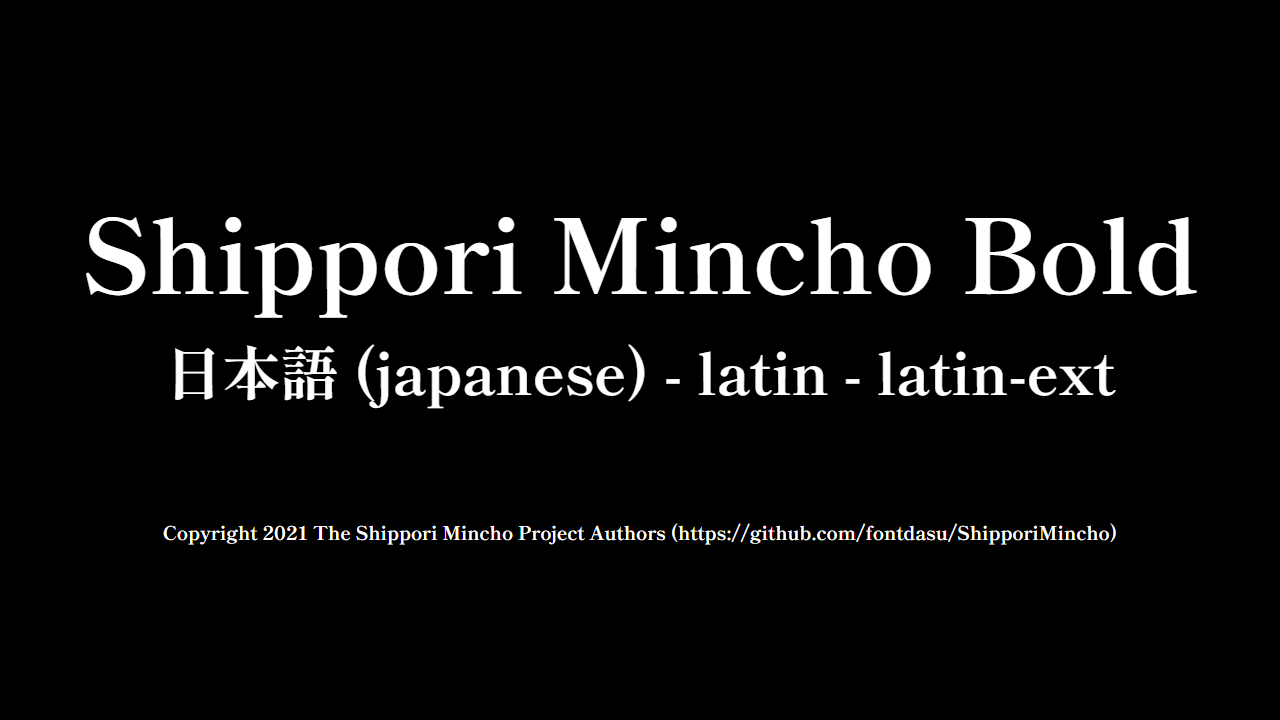 Shippori Mincho Bold
日本語 (japanese) - latin - latin-ext
Copyright 2021 The Shippori Mincho Project Authors (https://github.com/fontdasu/ShipporiMincho)